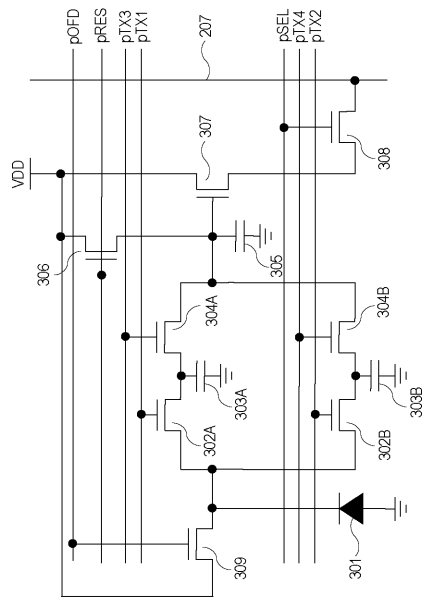 pOFD
pRES
pTX3
pTX1
pSEL
pTX4
pTX2
207
VDD
307
308
306
305
304A
304B
303A
303B
302A
302B
309
301